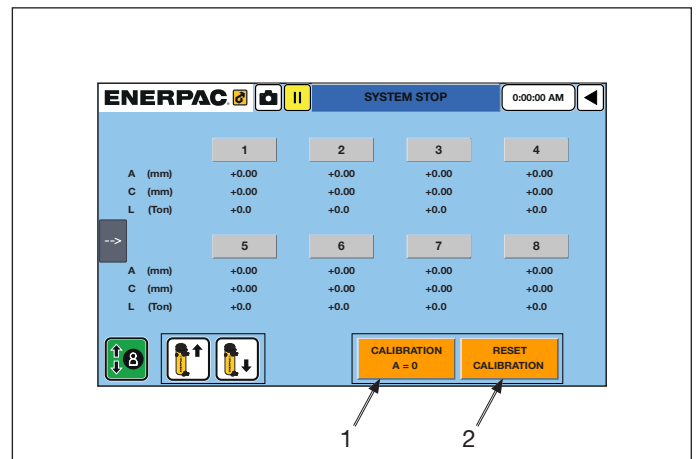 ENERPAC. SYSTEM STOP 0:00:00 AM
1 2 3 4
A (mm) +0.00 +0.00 +0.00 +0.00
C (mm) +0.00 +0.00 +0.00 +0.00
L (Ton) +0.0 +0.0 +0.0 +0.0
-->
5 6 7 8
A (mm) +0.00 +0.00 +0.00 +0.00
C (mm) +0.00 +0.00 +0.00 +0.00
L (Ton) +0.0 +0.0 +0.0 +0.0
8
CALIBRATION
A = 0
RESET
CALIBRATION
1 2